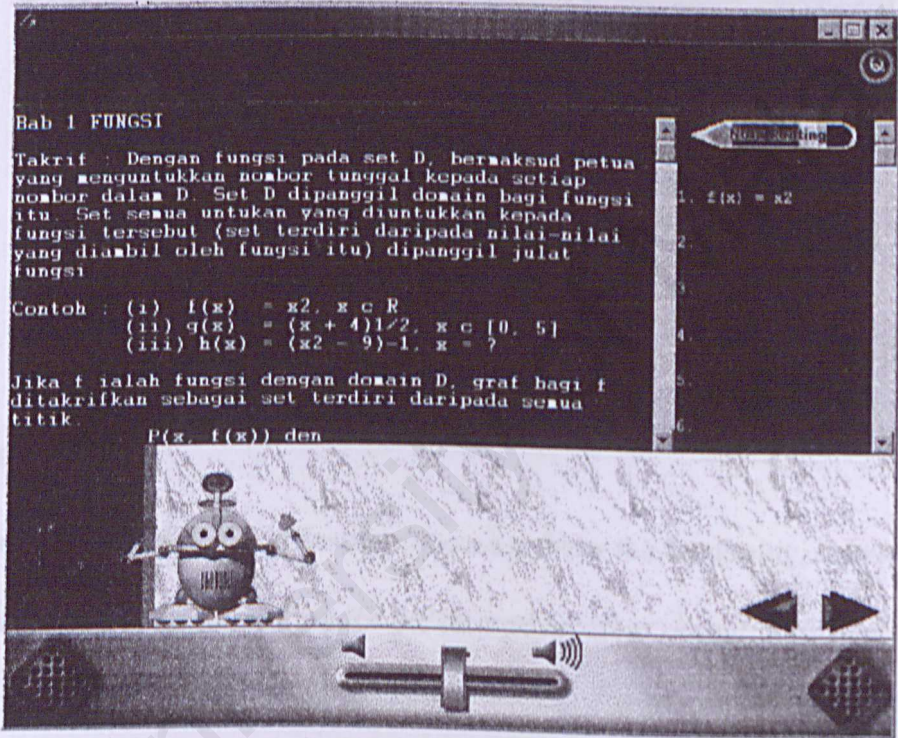 Bab 1 FUNGSI
Takrif : Dengan fungsi pada set D, bermaksud petua
yang menguntukkan nombor tunggal kepada setiap
nombor dalam D. Set D dipanggil domain bagi fungsi
itu. Set semua untukan yang diuntukkan kepada
fungsi tersebut (set terdiri daripada nilai-nilai
yang diambil oleh fungsi itu) dipanggil julat
fungsi
Contoh : (i) f(x) = x2, x c R
(ii) g(x) = (x + 4)1/2, x c [0, 5]
(iii) h(x) = (x2 - 9)-1, x = ?
Jika f ialah fungsi dengan domain D, graf bagi f
ditakrifkan sebagai set terdiri daripada semua
titik.
P(x, f(x)) den
1. f(x) = x2
2.
3
4.
5.
6.